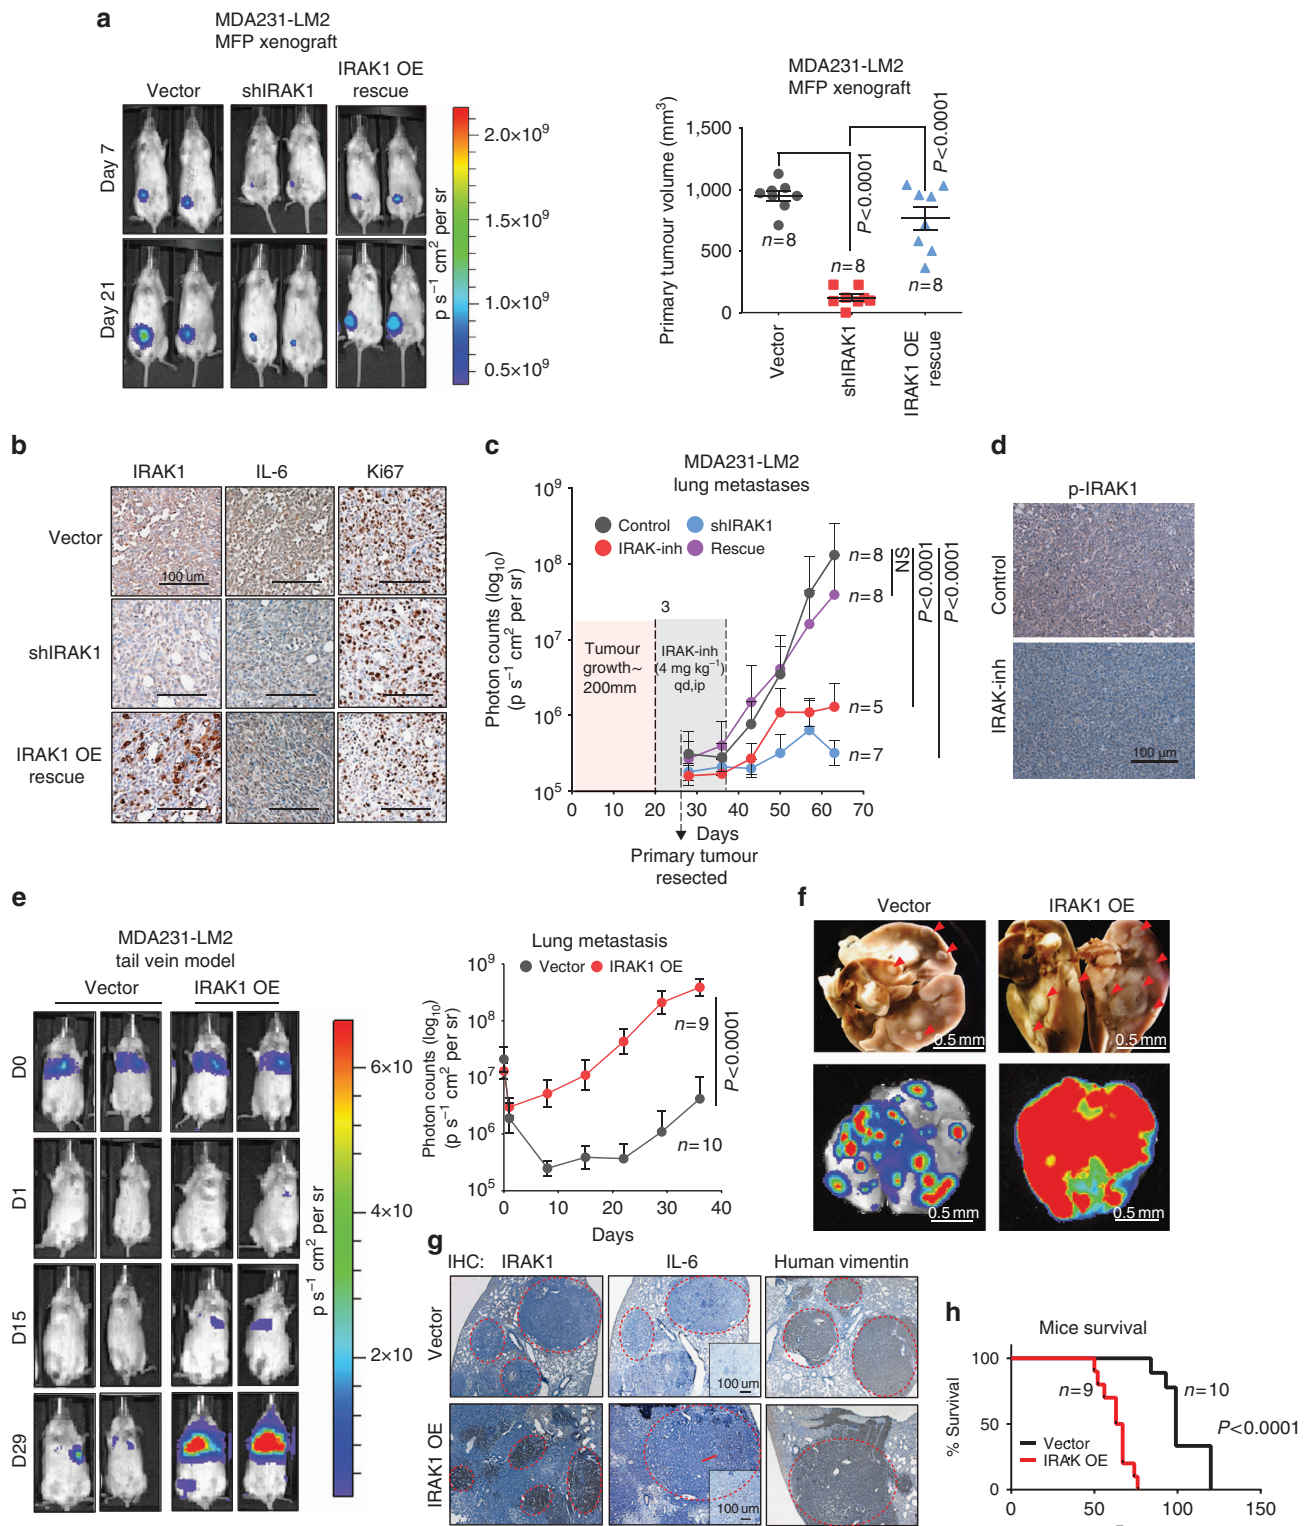 a
MDA231-LM2
MFP xenograft
Vector
shIRAK1
IRAK1 OE
rescue
Day 7
Day 21
2.0×10⁹
1.5×10⁹
1.0×10⁹
0.5×10⁹
p s⁻¹ cm² per sr
MDA231-LM2
MFP xenograft
Primary tumour volume (mm³)
1,500
1,000
500
0
n=8
n=8
n=8
P<0.0001
P<0.0001
Vector
shIRAK1
IRAK1 OE
rescue
b
IRAK1
IL-6
Ki67
Vector
shIRAK1
IRAK1 OE
rescue
100 um
c
MDA231-LM2
lung metastases
Photon counts (log₁₀)
(p s⁻¹ cm² per sr)
10⁹
10⁸
10⁷
10⁶
10⁵
Control
shIRAK1
IRAK-inh
Rescue
3
Tumour
growth~
200mm
IRAK-inh
(4 mg kg⁻¹)
qd,ip
n=8
n=8
n=5
n=7
NS
P<0.0001
P<0.0001
0 10 20 30 40 50 60 70
Days
Primary tumour
resected
d
p-IRAK1
Control
IRAK-inh
100 µm
e
MDA231-LM2
tail vein model
Vector
IRAK1 OE
D0
D1
D15
D29
6×10
4×10
2×10
p s⁻¹ cm² per sr
Lung metastasis
Vector
IRAK1 OE
Photon counts (log₁₀)
(p s⁻¹ cm² per sr)
10⁹
10⁸
10⁷
10⁶
10⁵
n=9
n=10
P<0.0001
0 10 20 30 40
Days
f
Vector
IRAK1 OE
0.5 mm
0.5 mm
0.5 mm
0.5 mm
g
IHC:
IRAK1
IL-6
Human vimentin
Vector
IRAK1 OE
100 um
100 um
h
Mice survival
% Survival
100
50
0
n=9
n=10
P<0.0001
Vector
IRAK OE
0 50 100 150